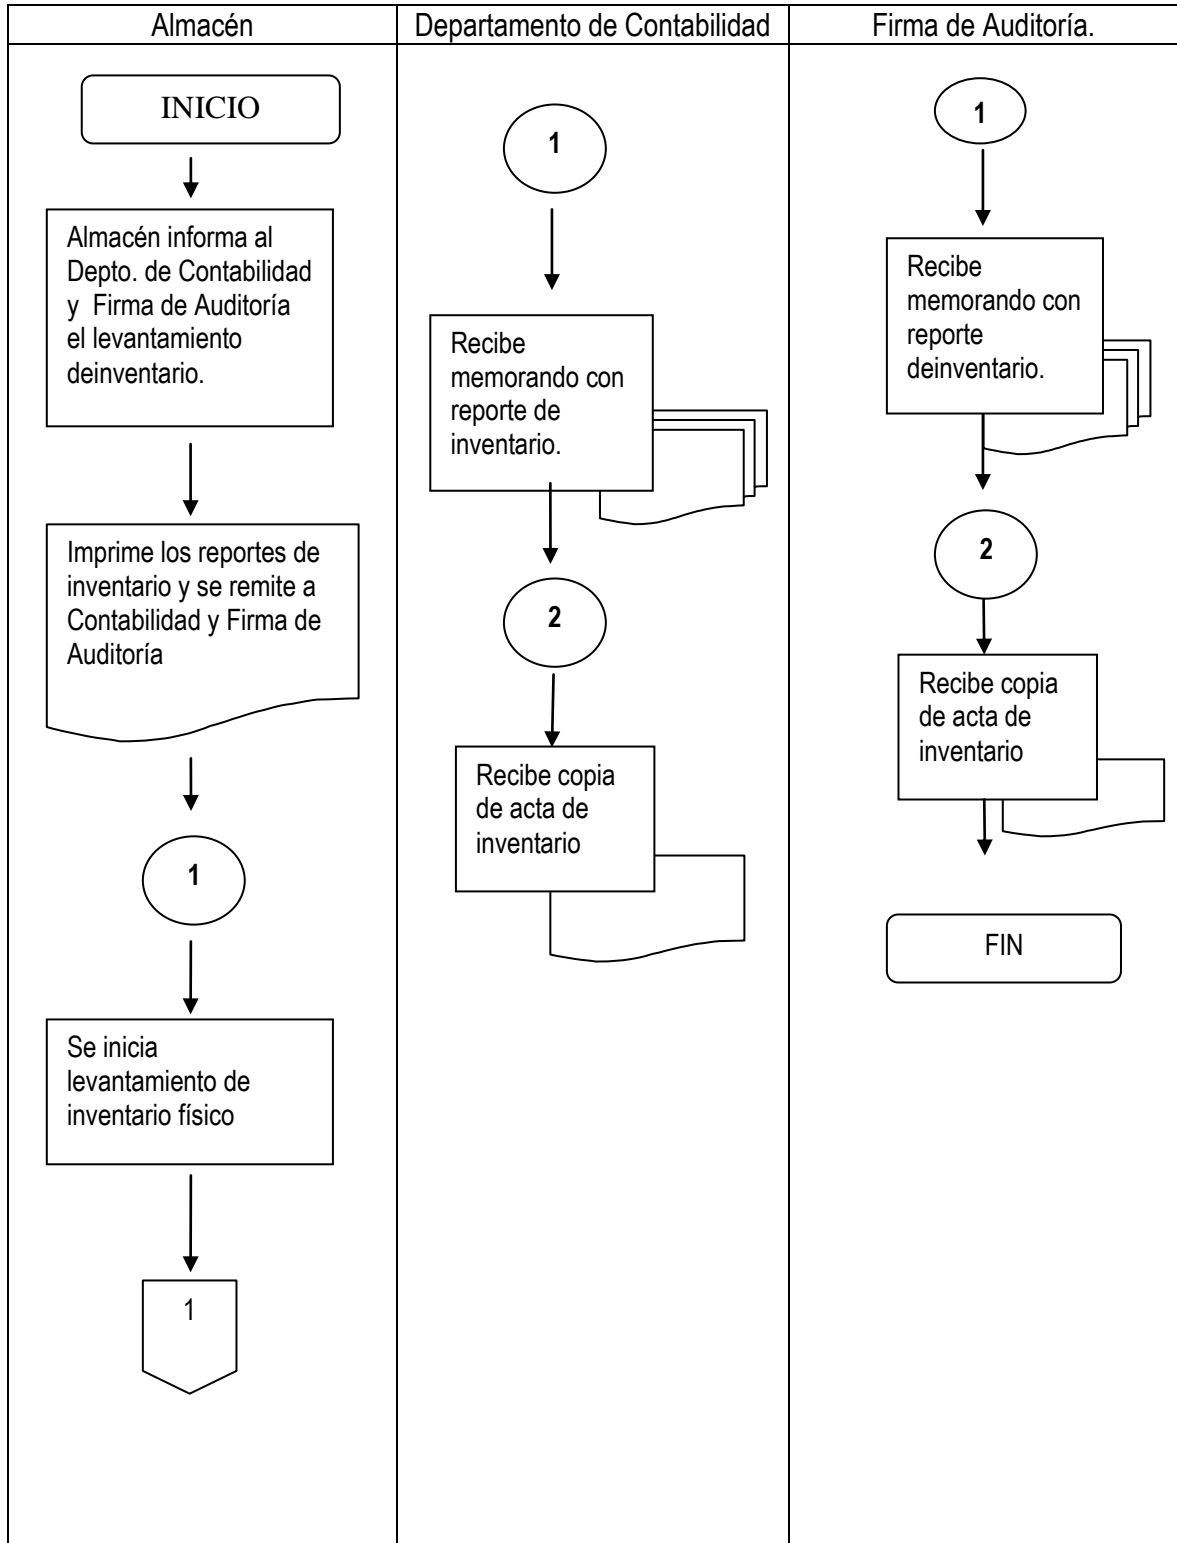 Almacén
Departamento de Contabilidad
Firma de Auditoría.
INICIO
Almacén informa al
Depto. de Contabilidad
y Firma de Auditoría
el levantamiento
deinventario.
Imprime los reportes de
inventario y se remite a
Contabilidad y Firma de
Auditoría
1
Se inicia
levantamiento de
inventario físico
1
1
Recibe
memorando con
reporte de
inventario.
2
Recibe copia
de acta de
inventario
1
Recibe
memorando con
reporte
deinventario.
2
Recibe copia
de acta de
inventario
FIN